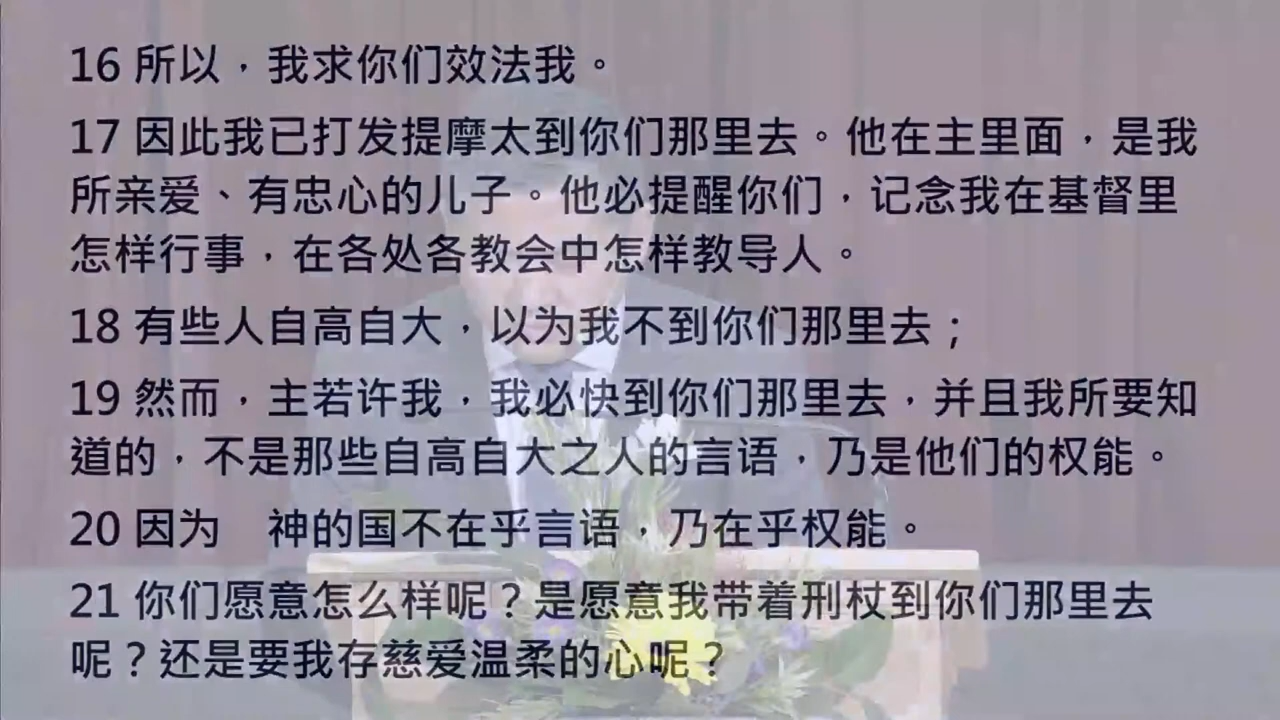 16 所以，我求你们效法我。
17 因此我已打发提摩太到你们那里去。他在主里面，是我
所亲爱、有忠心的儿子。他必提醒你们，记念我在基督里
怎样行事，在各处各教会中怎样教导人。
18 有些人自高自大，以为我不到你们那里去；
19 然而，主若许我，我必快到你们那里去，并且我所要知
道的，不是那些自高自大之人的言语，乃是他们的权能。
20 因为　神的国不在乎言语，乃在乎权能。
21 你们愿意怎么样呢？是愿意我带着刑杖到你们那里去
呢？还是要我存慈爱温柔的心呢？